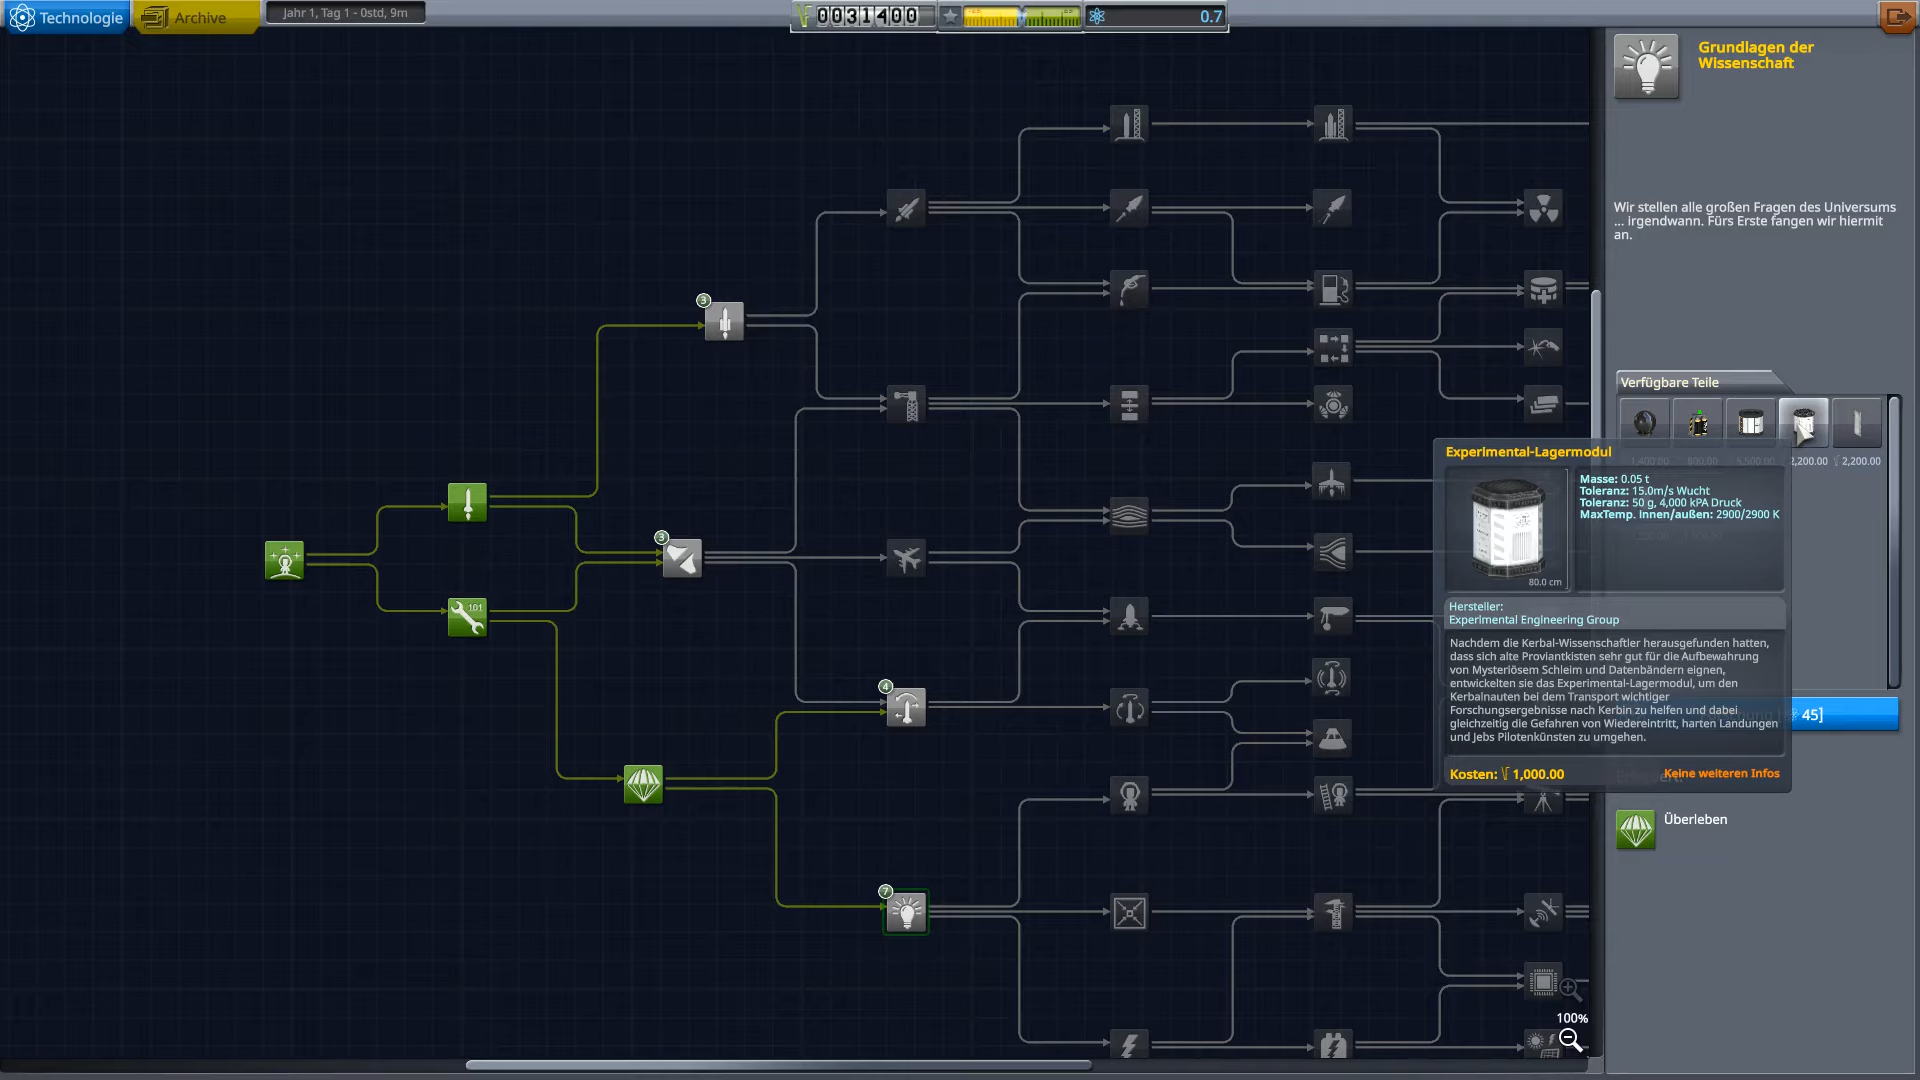 Technologie
Archive
Jahr 1, Tag 1 - 0std, 9m
0031400
0.7
Grundlagen der
Wissenschaft
Wir stellen alle großen Fragen des Universums
... irgendwann. Fürs Erste fangen wir hiermit
an.
3
Verfügbare Teile
2,200.00
2,200.00
Experimental-Lagermodul
Masse: 0.05 t
Toleranz: 15.0m/s Wucht
Toleranz: 50 g, 4,000 kPA Druck
MaxTemp. innen/außen: 2900/2900 K
80.0 cm
3
101
Hersteller:
Experimental Engineering Group
Nachdem die Kerbal-Wissenschaftler herausgefunden hatten,
dass sich alte Proviantkisten sehr gut für die Aufbewahrung
von Mysteriösem Schleim und Datenbändern eignen,
entwickelten sie das Experimental-Lagermodul, um den
Kerbalnauten bei dem Transport wichtiger
Forschungsergebnisse nach Kerbin zu helfen und dabei
gleichzeitig die Gefahren von Wiedereintritt, harten Landungen
und Jebs Pilotenkünsten zu umgehen.
4
45]
Kosten: 1,000.00
Keine weiteren Infos
Überleben
7
100%